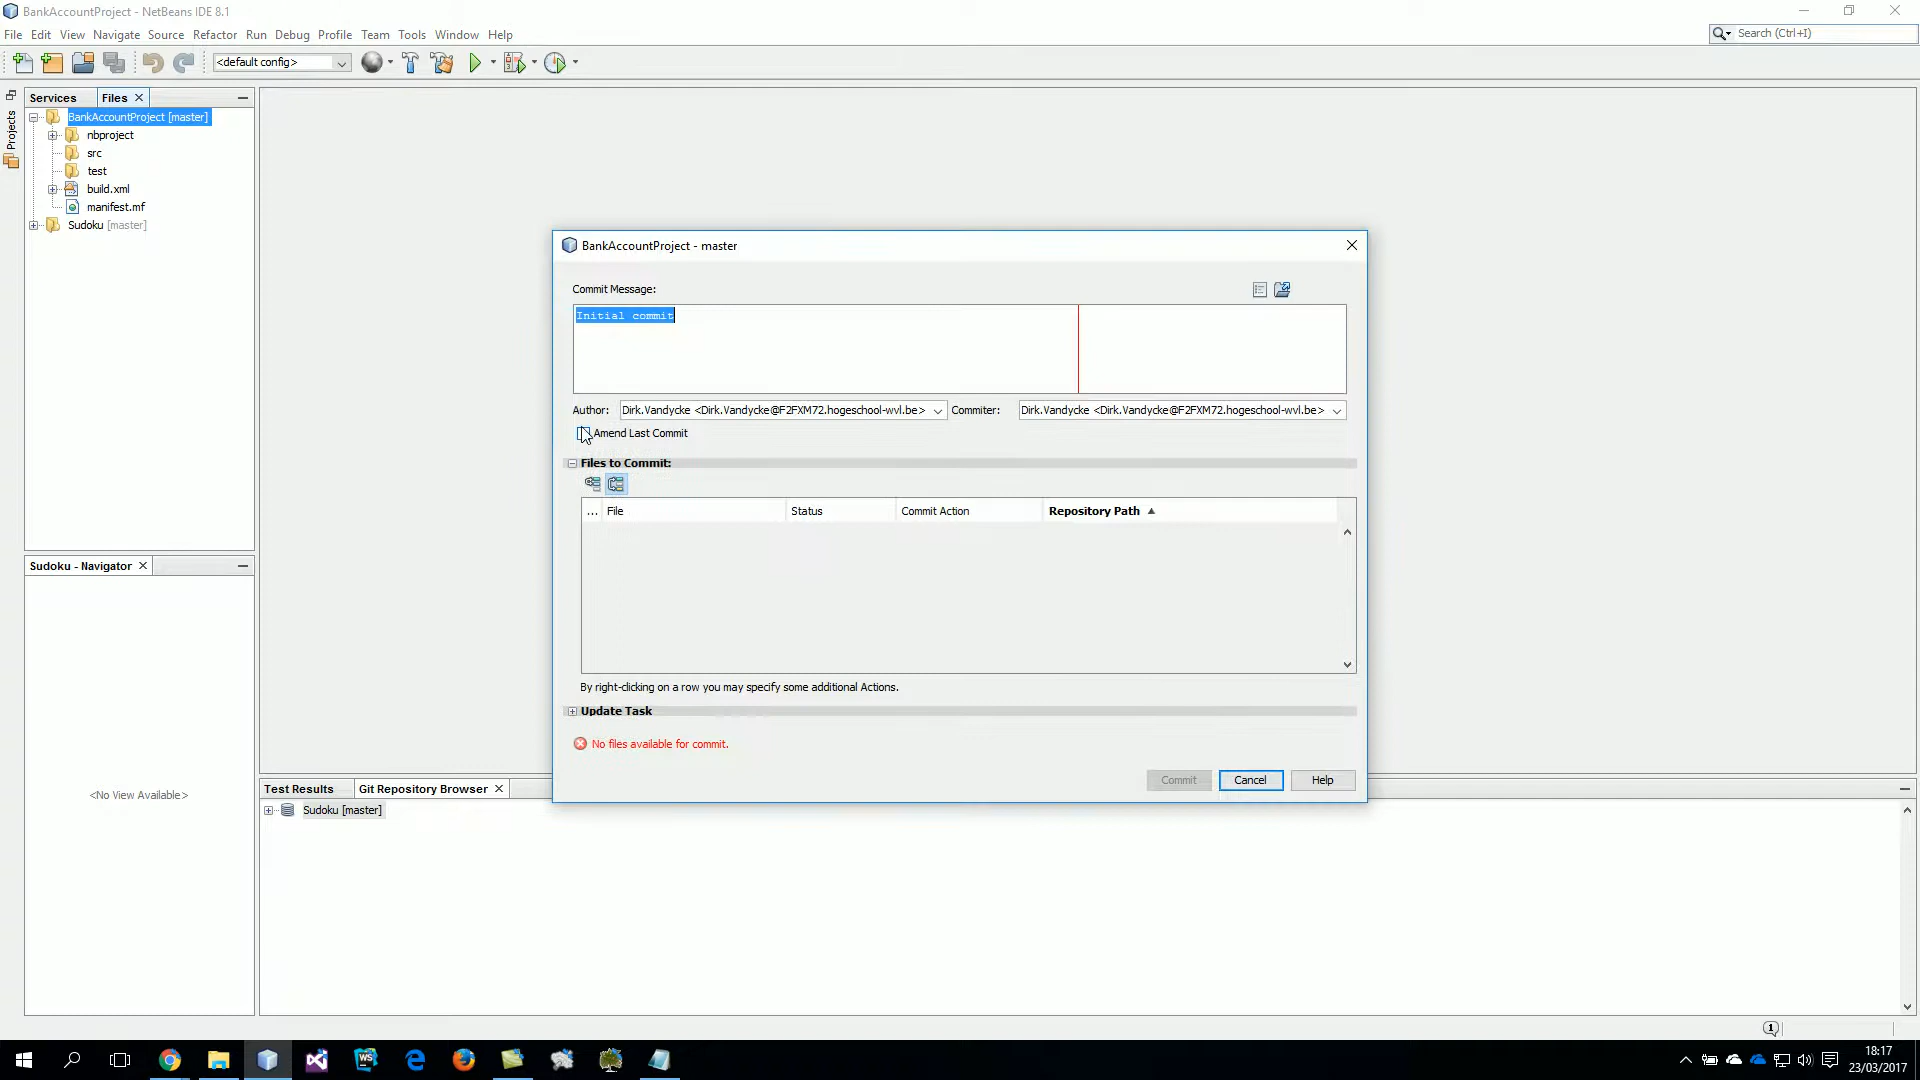 BankAccountProject - NetBeans IDE 8.1
File Edit View Navigate Source Refactor Run Debug Profile Team Tools Window Help
Search (Ctrl+I)
<default config>
Projects
Services Files
BankAccountProject [master]
nbproject
src
test
build.xml
manifest.mf
Sudoku [master]
Sudoku - Navigator
<No View Available>
BankAccountProject - master
Commit Message:
Initial commit
Author: Dirk.Vandycke <Dirk.Vandycke@F2FXM72.hogeschool-wvl.be> Commiter: Dirk.Vandycke <Dirk.Vandycke@F2FXM72.hogeschool-wvl.be>
Amend Last Commit
Files to Commit:
... File Status Commit Action Repository Path
By right-clicking on a row you may specify some additional Actions.
Update Task
No files available for commit.
Commit Cancel Help
Test Results Git Repository Browser
Sudoku [master]
1
WS
18:17
23/03/2017